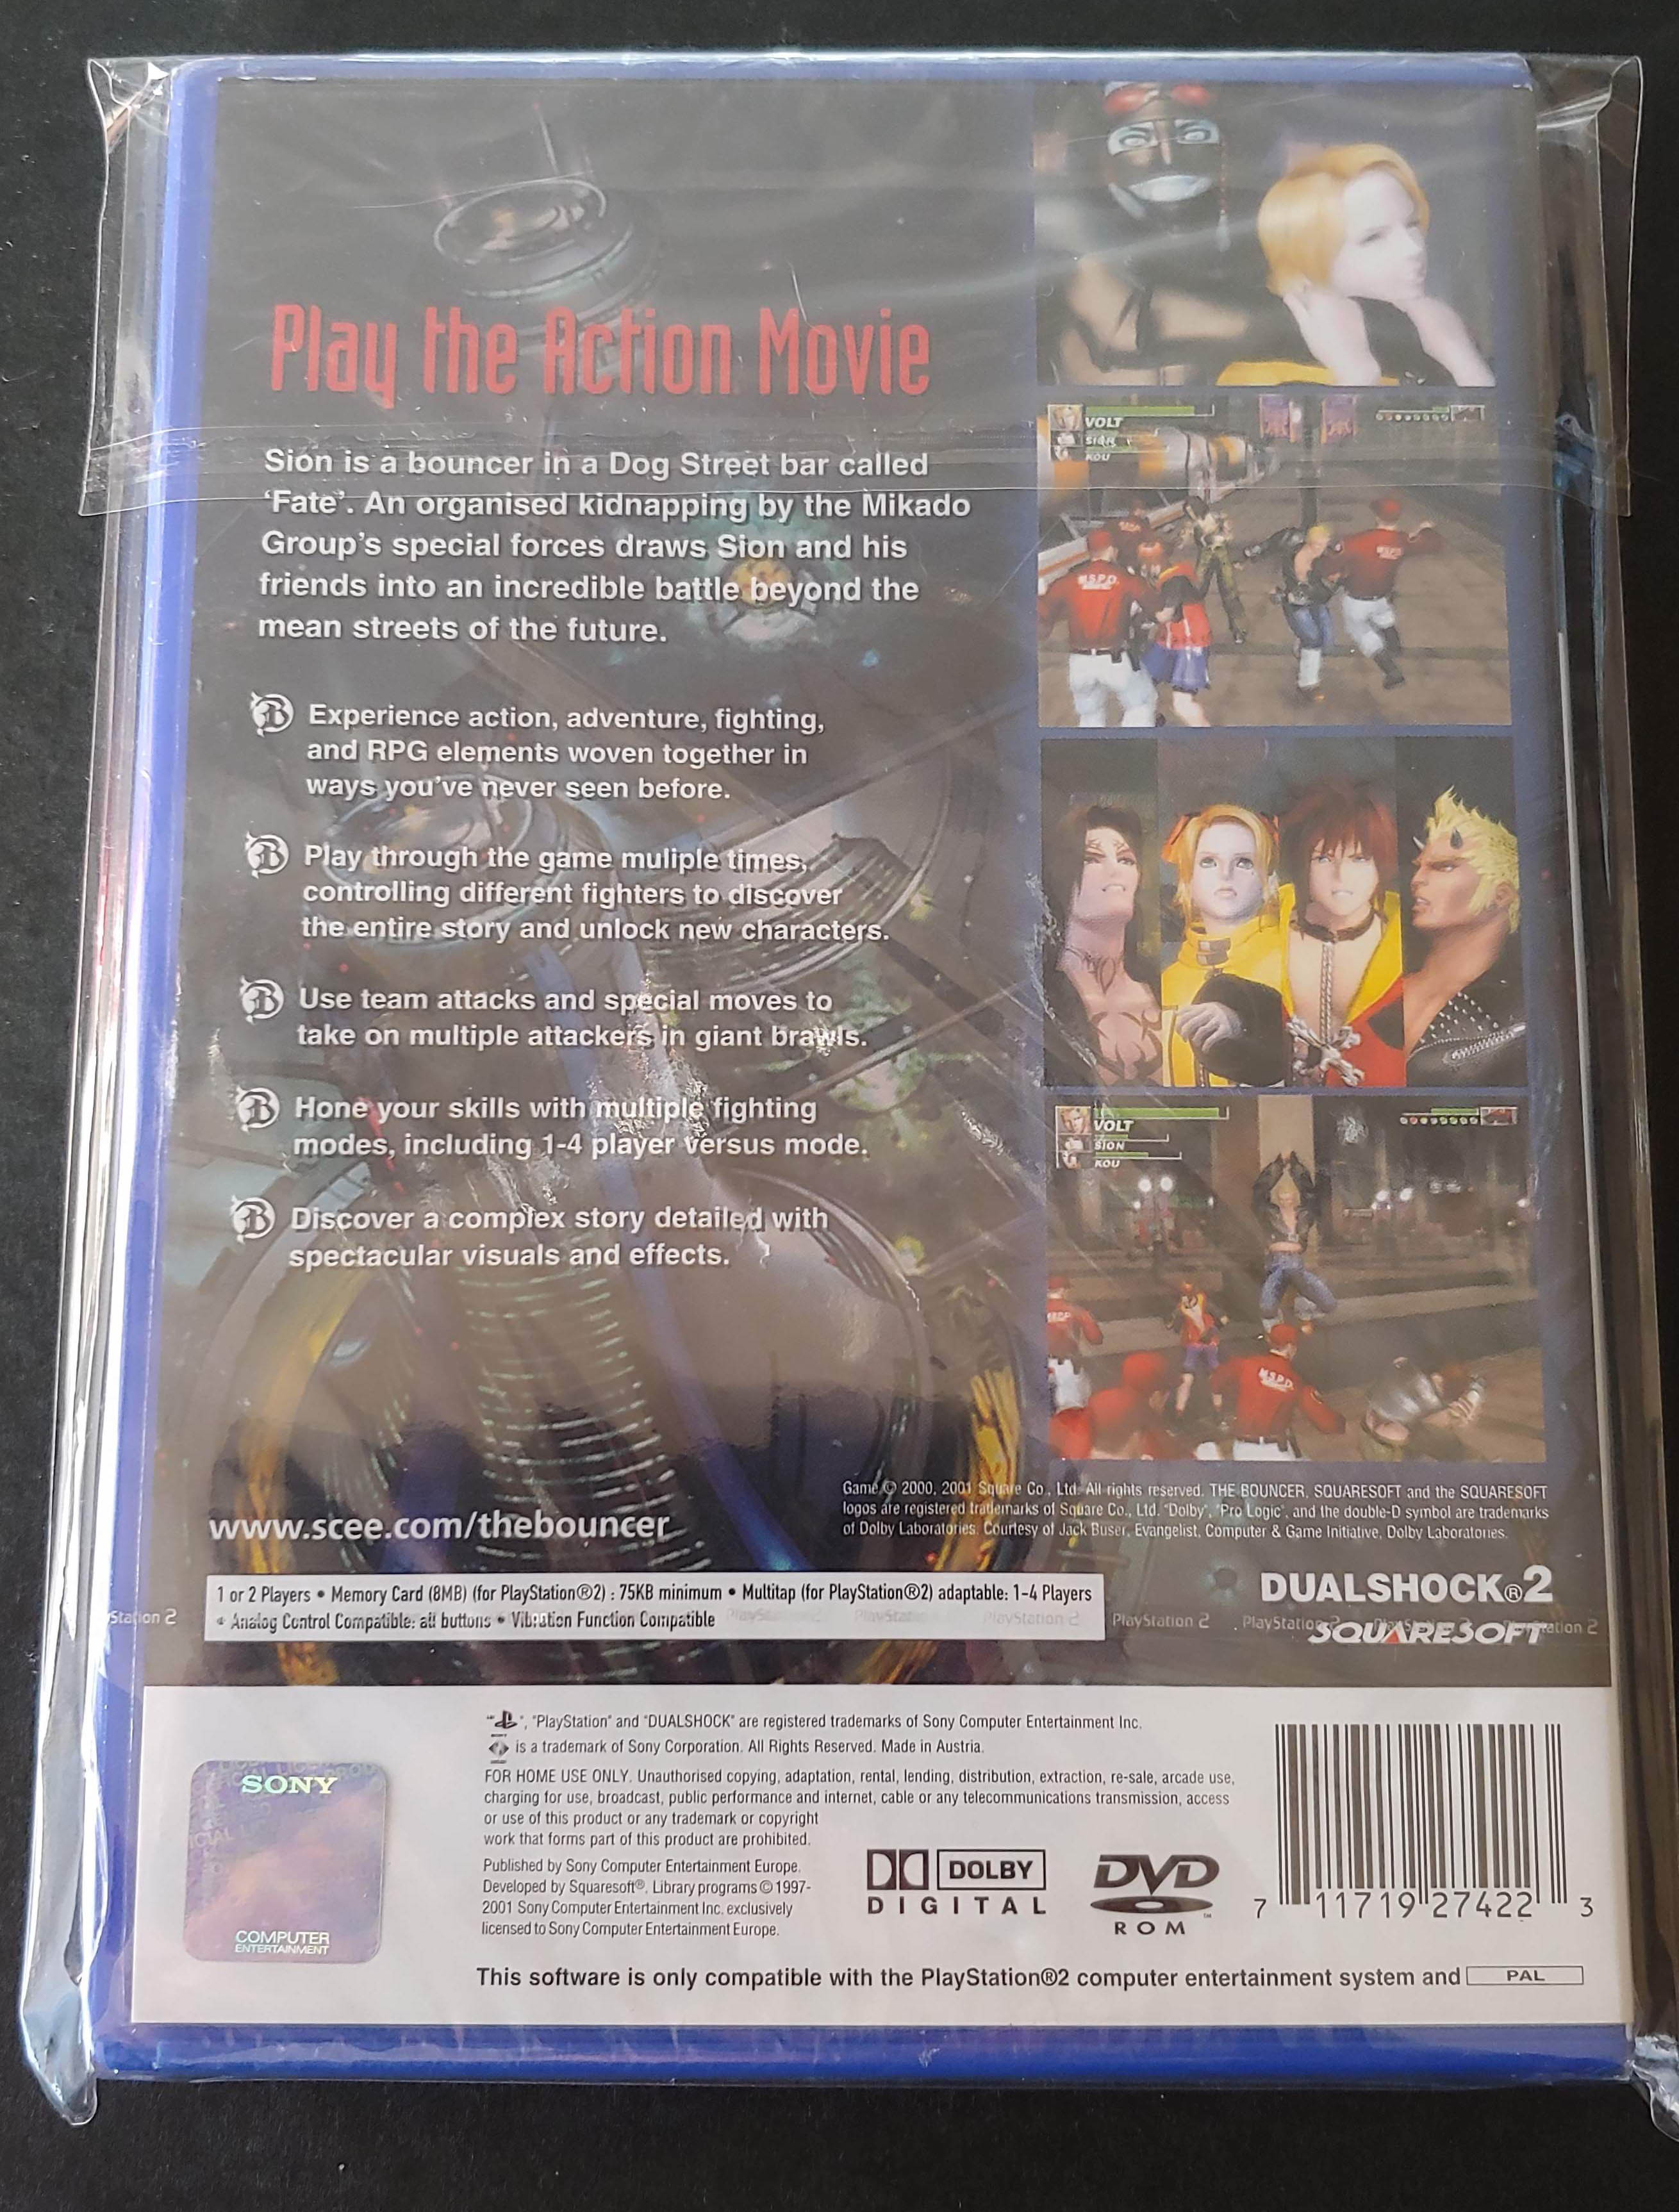 Play the Action Movie
Sion is a bouncer in a Dog Street bar called
‘Fate’. An organised kidnapping by the Mikado
Group’s special forces draws Sion and his
friends into an incredible battle beyond the
mean streets of the future.
Experience action, adventure, fighting,
and RPG elements woven together in
ways you’ve never seen before.
Play through the game muliple times,
controlling different fighters to discover
the entire story and unlock new characters.
Use team attacks and special moves to
take on multiple attackers in giant brawls.
Hone your skills with multiple fighting
modes, including 1-4 player versus mode.
Discover a complex story detailed with
spectacular visuals and effects.
VOLT
SION
KOU
M.S.P.D.
VOLT
SION
KOU
M.S.P.D.
www.scee.com/thebouncer
Game © 2000, 2001 Square Co., Ltd. All rights reserved. THE BOUNCER, SQUARESOFT and the SQUARESOFT
logos are registered trademarks of Square Co., Ltd. "Dolby", "Pro Logic", and the double-D symbol are trademarks
of Dolby Laboratories. Courtesy of Jack Buser, Evangelist, Computer & Game Initiative, Dolby Laboratories.
1 or 2 Players • Memory Card (8MB) (for PlayStation®2) : 75KB minimum • Multitap (for PlayStation®2) adaptable: 1-4 Players
• Analog Control Compatible: all buttons • Vibration Function Compatible
DUALSHOCK®2
SQUARESOFT
Station 2
PlayStation 2
PlayStation 2
" ", "PlayStation" and "DUALSHOCK" are registered trademarks of Sony Computer Entertainment Inc.
is a trademark of Sony Corporation. All Rights Reserved. Made in Austria.
FOR HOME USE ONLY. Unauthorised copying, adaptation, rental, lending, distribution, extraction, re-sale, arcade use,
charging for use, broadcast, public performance and internet, cable or any telecommunications transmission, access
or use of this product or any trademark or copyright
work that forms part of this product are prohibited.
Published by Sony Computer Entertainment Europe.
Developed by Squaresoft®. Library programs © 1997-
2001 Sony Computer Entertainment Inc. exclusively
licensed to Sony Computer Entertainment Europe.
SONY
COMPUTER
ENTERTAINMENT
DOLBY
DIGITAL
DVD
ROM
7 11719 27422 3
This software is only compatible with the PlayStation®2 computer entertainment system and PAL